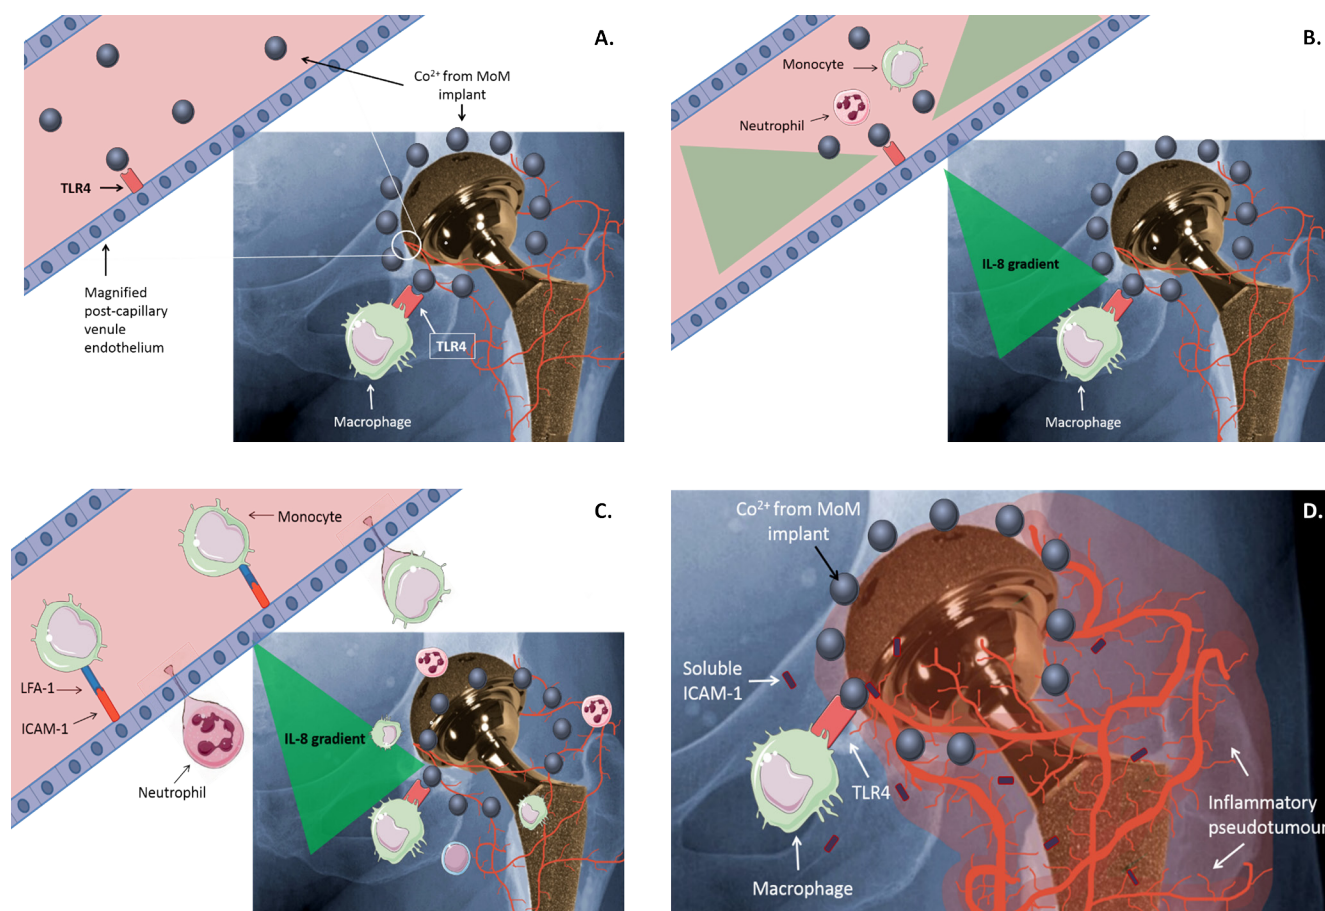 A.
Co²⁺ from MoM
implant
TLR4
Magnified
post-capillary
venule
endothelium
TLR4
Macrophage
B.
Monocyte
Neutrophil
IL-8 gradient
Macrophage
C.
Monocyte
LFA-1
ICAM-1
Neutrophil
IL-8 gradient
D.
Co²⁺ from MoM
implant
Soluble
ICAM-1
TLR4
Macrophage
Inflammatory
pseudotumour